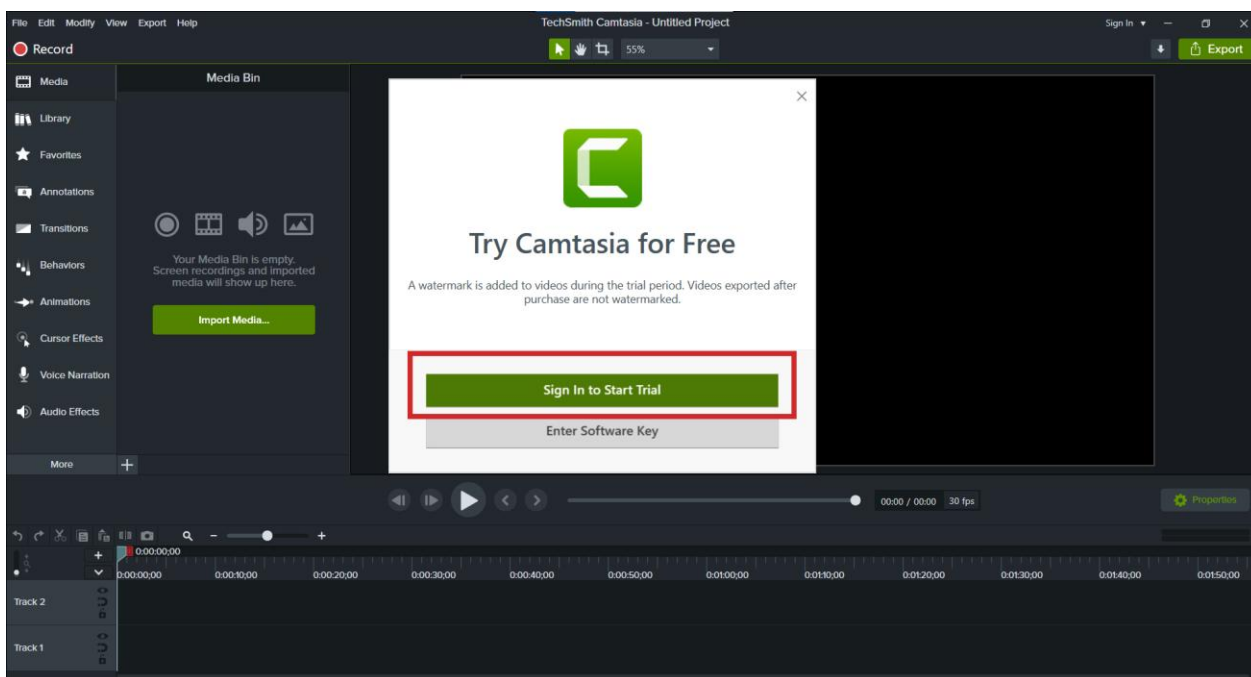 File Edit Modify View Export Help
TechSmith Camtasia - Untitled Project
Sign In
Record
55%
Export
Media
Media Bin
Library
Favorites
Annotations
Transitions
Behaviors
Animations
Cursor Effects
Voice Narration
Audio Effects
More
Your Media Bin is empty.
Screen recordings and imported
media will show up here.
Import Media...
Try Camtasia for Free
A watermark is added to videos during the trial period. Videos exported after
purchase are not watermarked.
Sign In to Start Trial
Enter Software Key
00:00 / 00:00 30 fps
Properties
0:00:00;00
0:00:00;00 0:00:10;00 0:00:20;00 0:00:30;00 0:00:40;00 0:00:50;00 0:01:00;00 0:01:10;00 0:01:20;00 0:01:30;00 0:01:40;00 0:01:50;00
Track 2
Track 1